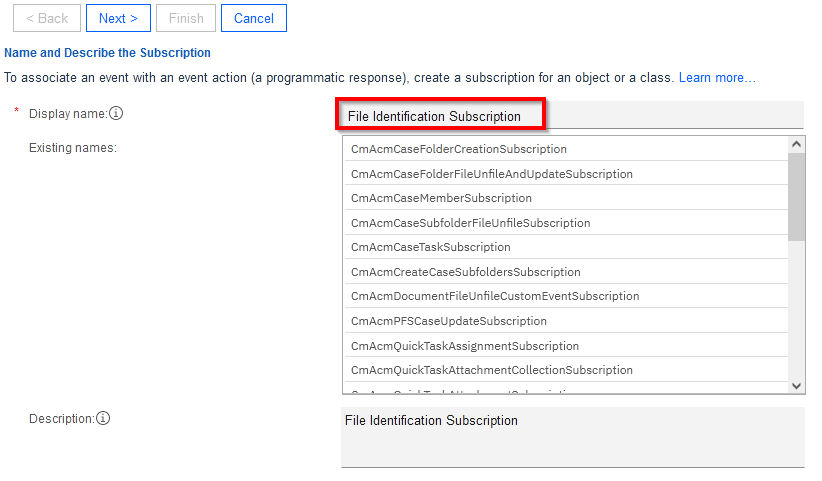 < Back Next > Finish Cancel
Name and Describe the Subscription
To associate an event with an event action (a programmatic response), create a subscription for an object or a class. Learn more...
* Display name: File Identification Subscription
Existing names:
CmAcmCaseFolderCreationSubscription
CmAcmCaseFolderFileUnfileAndUpdateSubscription
CmAcmCaseMemberSubscription
CmAcmCaseSubfolderFileUnfileSubscription
CmAcmCaseTaskSubscription
CmAcmCreateCaseSubfoldersSubscription
CmAcmDocumentFileUnfileCustomEventSubscription
CmAcmPFSCaseUpdateSubscription
CmAcmQuickTaskAssignmentSubscription
CmAcmQuickTaskAttachmentCollectionSubscription
Description: File Identification Subscription